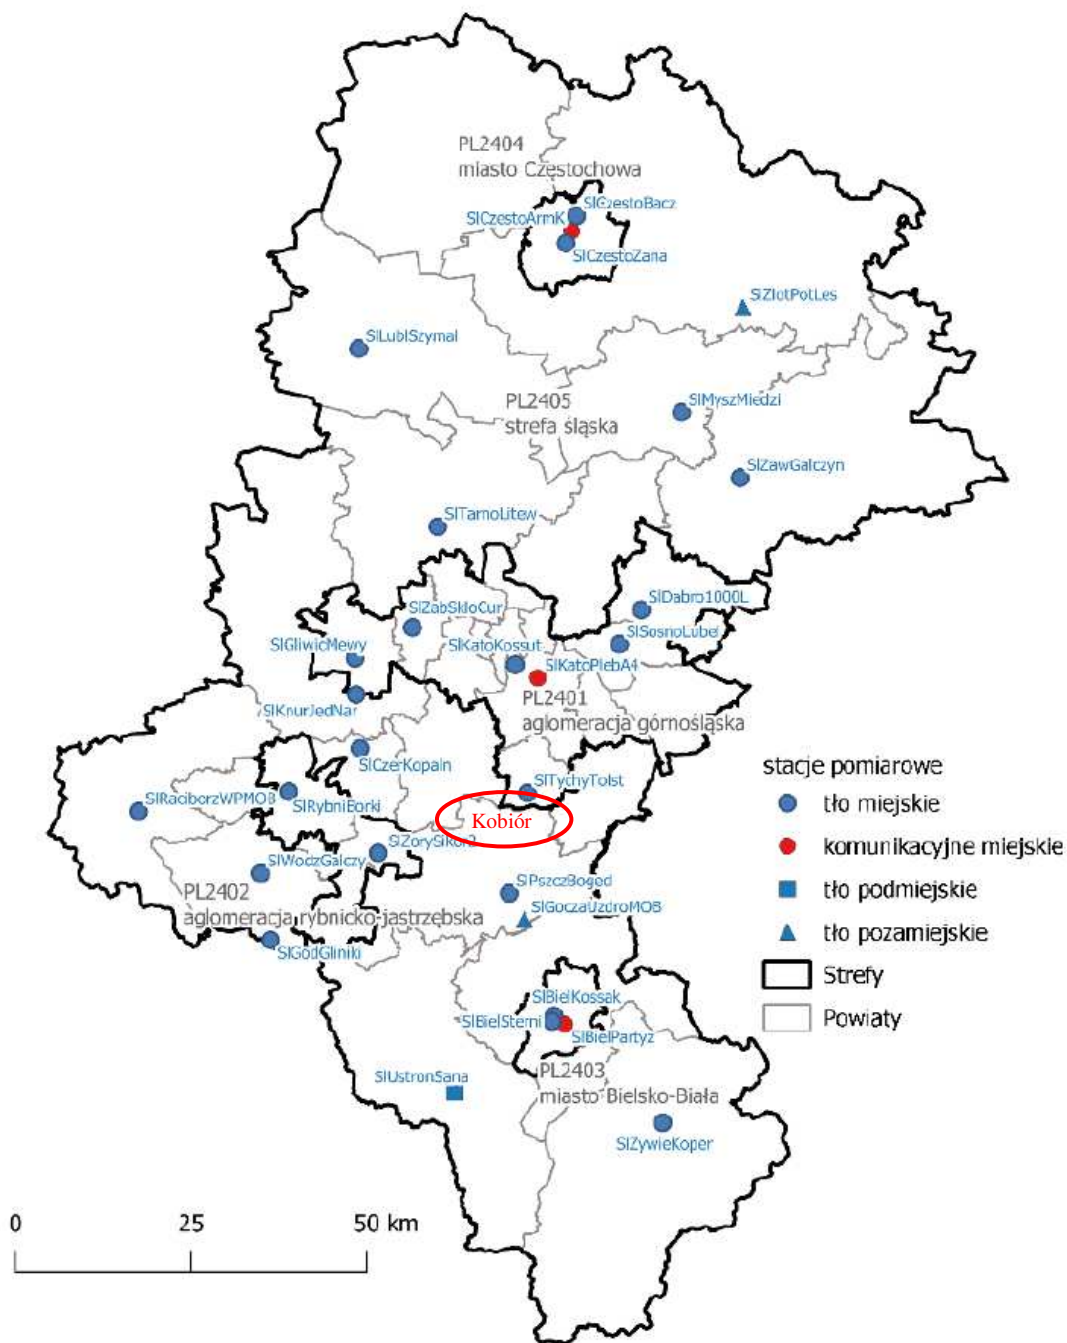 PL2404
miasto Częstochowa
SlCzestoBacz
SlCzestoArmK
SlCzestoZana
SlZlotPotLes
SlLublSzymal
PL2405
strefa śląska
SlMyszMiedzi
SlZawGalczyn
SlTarnoLitew
SlDabro1000L
SlZabSkloCur
SlSosnoLubel
SlGliwicMewy
SlKatoKossut
SlKatoPlebA4
SlKnurJedNar
PL2401
aglomeracja górnośląska
SlCzerKopaln
stacje pomiarowe
SlTychyTolst
tło miejskie
SlRaciborzWPMOB
SlRybniBorki
Kobiór
komunikacyjne miejskie
SlZorySikor2
SlWodzGalczy
PL2402
aglomeracja rybnicko-jastrzębska
SlPszczBoged
tło podmiejskie
SlGoczaUzdroMOB
tło pozamiejskie
SlGodGliniki
Strefy
SlBielKossak
SlBielSterni
SlBielPartyz
Powiaty
SlUstronSana
PL2403
miasto Bielsko-Biała
SlZywieKoper
0 25 50 km